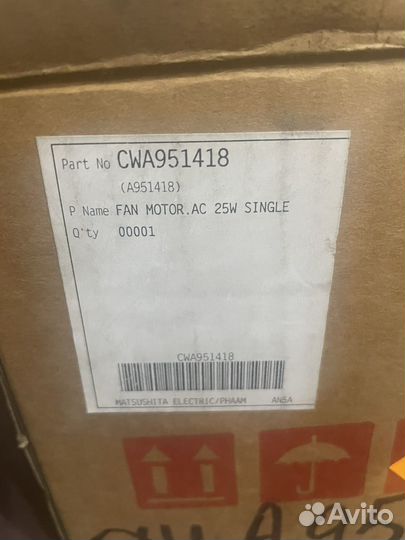 Part No CWA951418
(A951418)
P Name FAN MOTOR.AC 25W SINGLE
Q'ty 00001
CWA951418
MATSUSHITA ELECTRIC/PHAAM ANSA
Avito